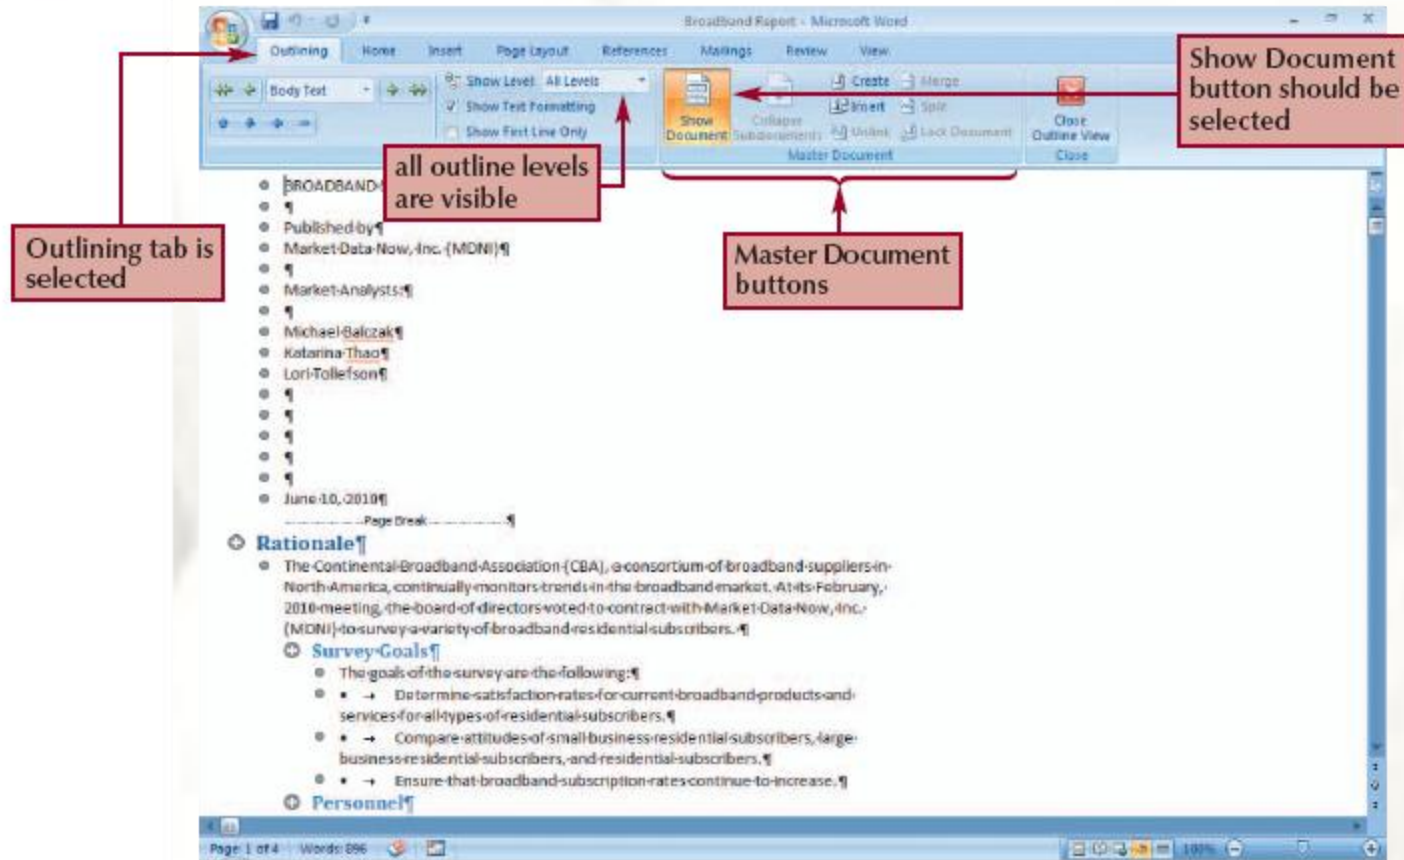 Broadband Report - Microsoft Word
Outlining Home Insert Page Layout References Mailings Review View
Show Document button should be selected
Body Text
Show Level: All Levels
Show Text Formatting
Show First Line Only
Show Document
Collapse Subdocuments
Create Merge
Insert Split
Unlink Lock Document
Master Document
Close Outline View
Close
all outline levels are visible
Outlining tab is selected
Master Document buttons
BROADBAND
¶
Published by¶
Market Data Now, Inc. (MDNI)¶
¶
Market Analysts:¶
¶
Michael Balczak¶
Katarina Thao¶
Lori Tollefson¶
¶
¶
¶
¶
¶
June 10, 2010¶
Page Break ¶
Rationale¶
The Continental Broadband Association (CBA), a consortium of broadband suppliers in
North America, continually monitors trends in the broadband market. At its February,
2010 meeting, the board of directors voted to contract with Market Data Now, Inc.
(MDNI) to survey a variety of broadband residential subscribers. ¶
Survey Goals¶
The goals of the survey are the following:¶
• → Determine satisfaction rates for current broadband products and
services for all types of residential subscribers.¶
• → Compare attitudes of small business residential subscribers, large
business residential subscribers, and residential subscribers.¶
• → Ensure that broadband subscription rates continue to increase.¶
Personnel¶
Page: 1 of 4 Words: 896 100%